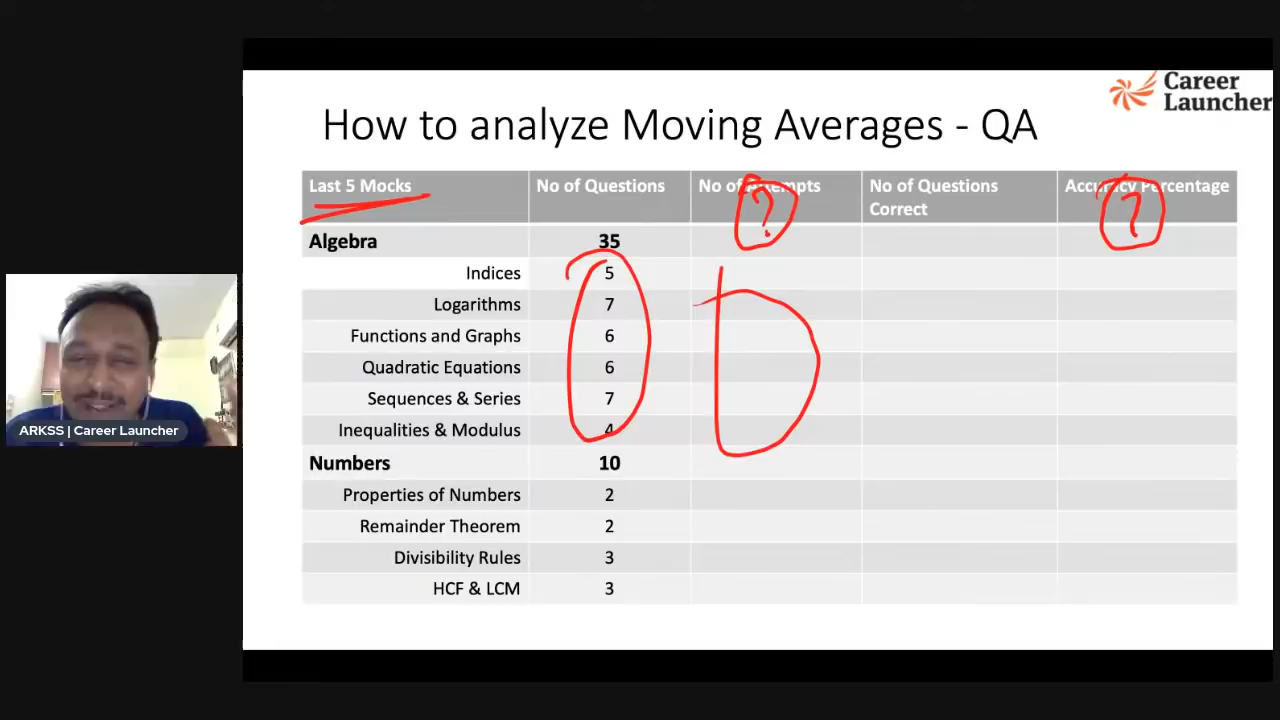 Career
Launcher
How to analyze Moving Averages - QA
Last 5 Mocks No of Questions No of Attempts No of Questions Correct Accuracy Percentage
Algebra 35
Indices 5
Logarithms 7
Functions and Graphs 6
Quadratic Equations 6
Sequences & Series 7
Inequalities & Modulus 4
Numbers 10
Properties of Numbers 2
Remainder Theorem 2
Divisibility Rules 3
HCF & LCM 3
? ?
ARKSS | Career Launcher